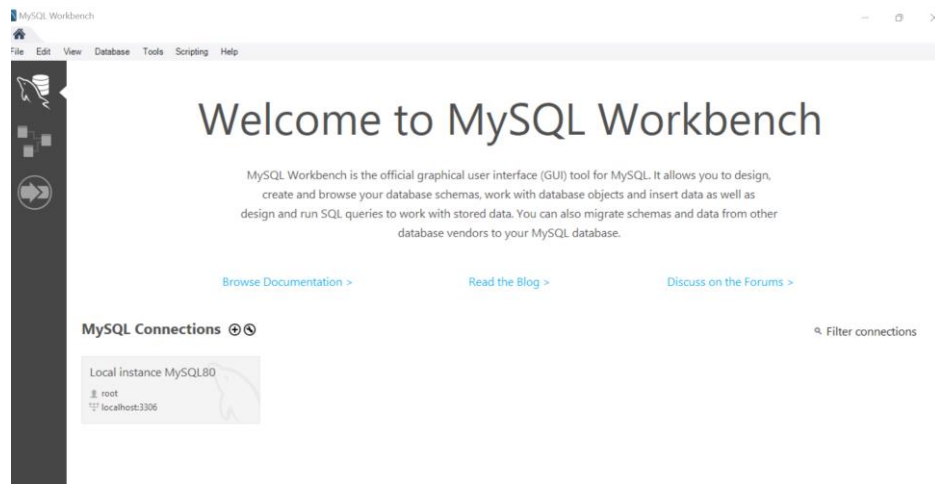 MySQL Workbench
File Edit View Database Tools Scripting Help
Welcome to MySQL Workbench
MySQL Workbench is the official graphical user interface (GUI) tool for MySQL. It allows you to design,
create and browse your database schemas, work with database objects and insert data as well as
design and run SQL queries to work with stored data. You can also migrate schemas and data from other
database vendors to your MySQL database.
Browse Documentation > Read the Blog > Discuss on the Forums >
MySQL Connections Filter connections
Local instance MySQL80
root
localhost:3306